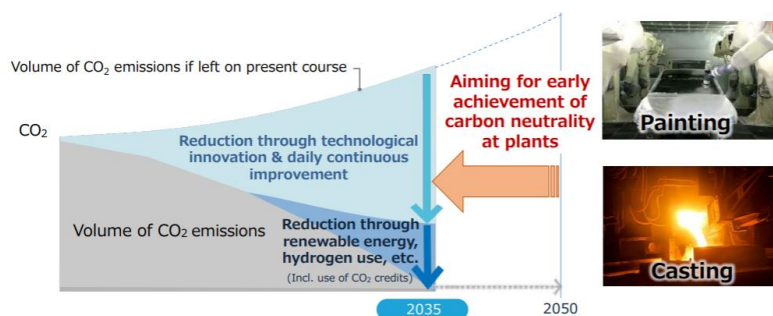 Volume of CO₂ emissions if left on present course
Aiming for early
achievement of
carbon neutrality
at plants
Painting
CO₂
Reduction through technological
innovation & daily continuous
improvement
Volume of CO₂ emissions
Reduction through
renewable energy,
hydrogen use, etc.
(Incl. use of CO₂ credits)
Casting
2035
2050